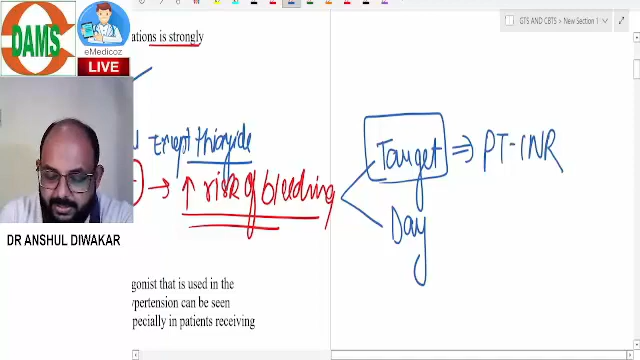 DAMS
eMedicoz
LIVE
ations is strongly
GTS AND CBTS
New Section 1
Except thiazide
→ ↑ risk of bleeding
Target ⇒ PT-INR
Day
DR ANSHUL DIWAKAR
gonist that is used in the
pertension can be seen
pecially in patients receiving